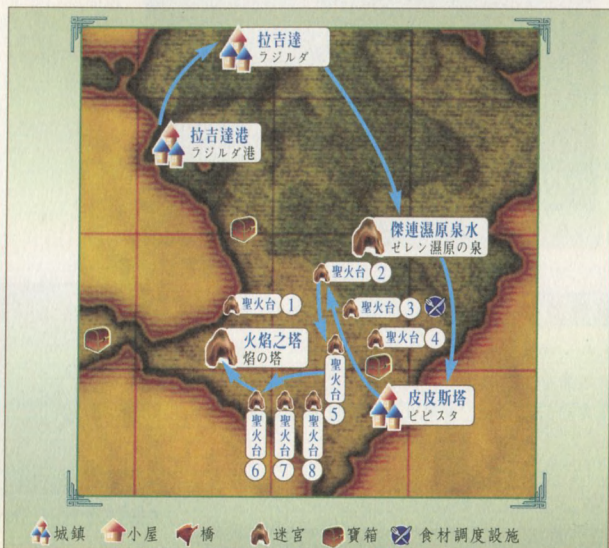 拉吉達
ラジルダ
拉吉達港
ラジルダ港
傑連濕原泉水
ゼレン濕原の泉
聖火台 2
聖火台 1
聖火台 3
火焰之塔
焰の塔
聖火台 4
聖火台 5
皮皮斯塔
ピピスタ
聖火台 6
聖火台 7
聖火台 8
城鎮 小屋 橋 迷宮 寶箱 食材調度設施